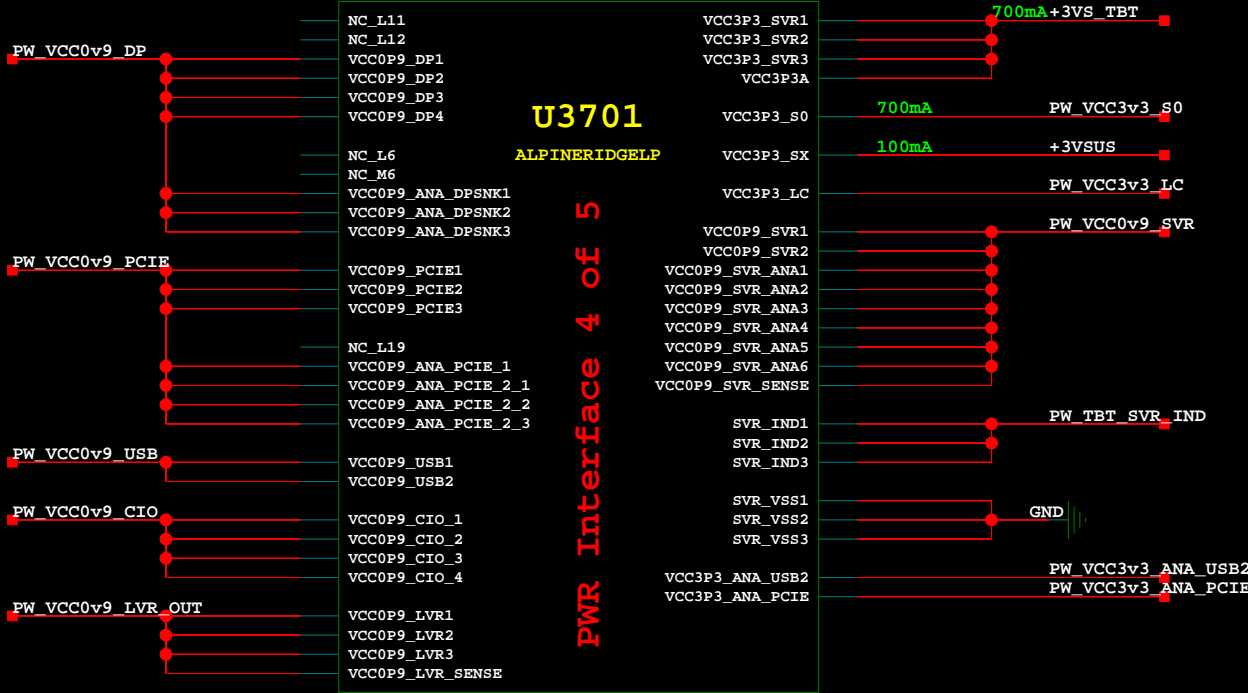 PW_VCC0v9_DP
PW_VCC0v9_PCIE
PW_VCC0v9_USB
PW_VCC0v9_CIO
PW_VCC0v9_LVR_OUT
NC_L11
NC_L12
VCC0P9_DP1
VCC0P9_DP2
VCC0P9_DP3
VCC0P9_DP4
NC_L6
NC_M6
VCC0P9_ANA_DPSNK1
VCC0P9_ANA_DPSNK2
VCC0P9_ANA_DPSNK3
VCC0P9_PCIE1
VCC0P9_PCIE2
VCC0P9_PCIE3
NC_L19
VCC0P9_ANA_PCIE_1
VCC0P9_ANA_PCIE_2_1
VCC0P9_ANA_PCIE_2_2
VCC0P9_ANA_PCIE_2_3
VCC0P9_USB1
VCC0P9_USB2
VCC0P9_CIO_1
VCC0P9_CIO_2
VCC0P9_CIO_3
VCC0P9_CIO_4
VCC0P9_LVR1
VCC0P9_LVR2
VCC0P9_LVR3
VCC0P9_LVR_SENSE
U3701
ALPINERIDGELP
PWR Interface 4 of 5
VCC3P3_SVR1
VCC3P3_SVR2
VCC3P3_SVR3
VCC3P3A
VCC3P3_S0
VCC3P3_SX
VCC3P3_LC
VCC0P9_SVR1
VCC0P9_SVR2
VCC0P9_SVR_ANA1
VCC0P9_SVR_ANA2
VCC0P9_SVR_ANA3
VCC0P9_SVR_ANA4
VCC0P9_SVR_ANA5
VCC0P9_SVR_ANA6
VCC0P9_SVR_SENSE
SVR_IND1
SVR_IND2
SVR_IND3
SVR_VSS1
SVR_VSS2
SVR_VSS3
VCC3P3_ANA_USB2
VCC3P3_ANA_PCIE
700mA +3VS_TBT
700mA PW_VCC3v3_S0
100mA +3VSUS
PW_VCC3v3_LC
PW_VCC0v9_SVR
PW_TBT_SVR_IND
GND
PW_VCC3v3_ANA_USB2
PW_VCC3v3_ANA_PCIE